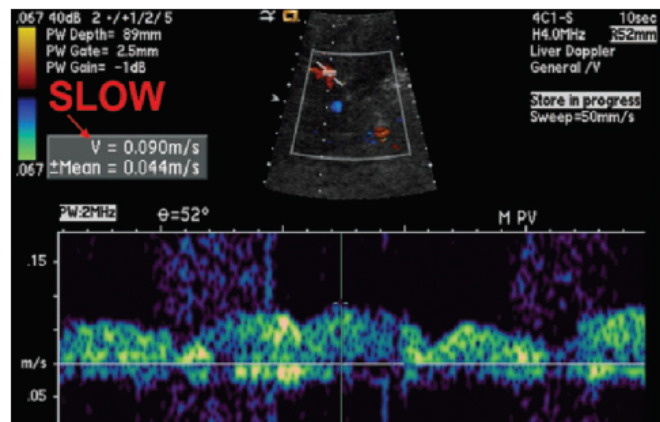 .067 40dB 2 +/+1/2/5
PW Depth= 89mm
PW Gate= 2.5mm
PW Gain= -1dB
SLOW
V = 0.090m/s
±Mean = 0.044m/s
.067
4C1-S 10sec
H4.0MHz R52mm
Liver Doppler
General /V
Store in progress
Sweep=50mm/s
PW:2MHz θ=52° M PV
.15
m/s
.05